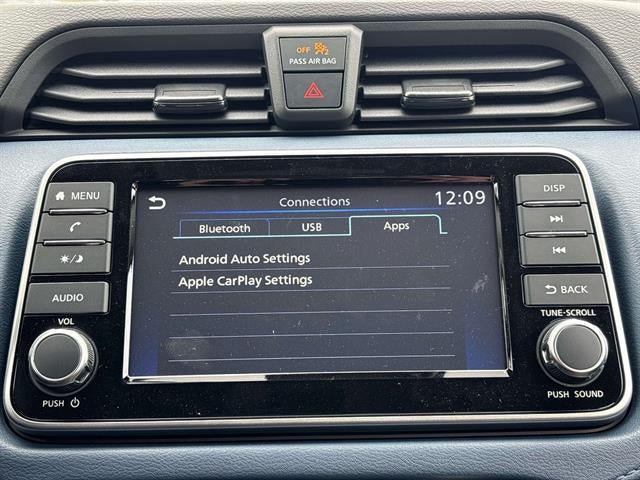 OFF 2
PASS AIR BAG
MENU
DISP
Connections
12:09
Bluetooth
USB
Apps
Android Auto Settings
Apple CarPlay Settings
AUDIO
BACK
VOL
TUNE·SCROLL
PUSH
PUSH SOUND